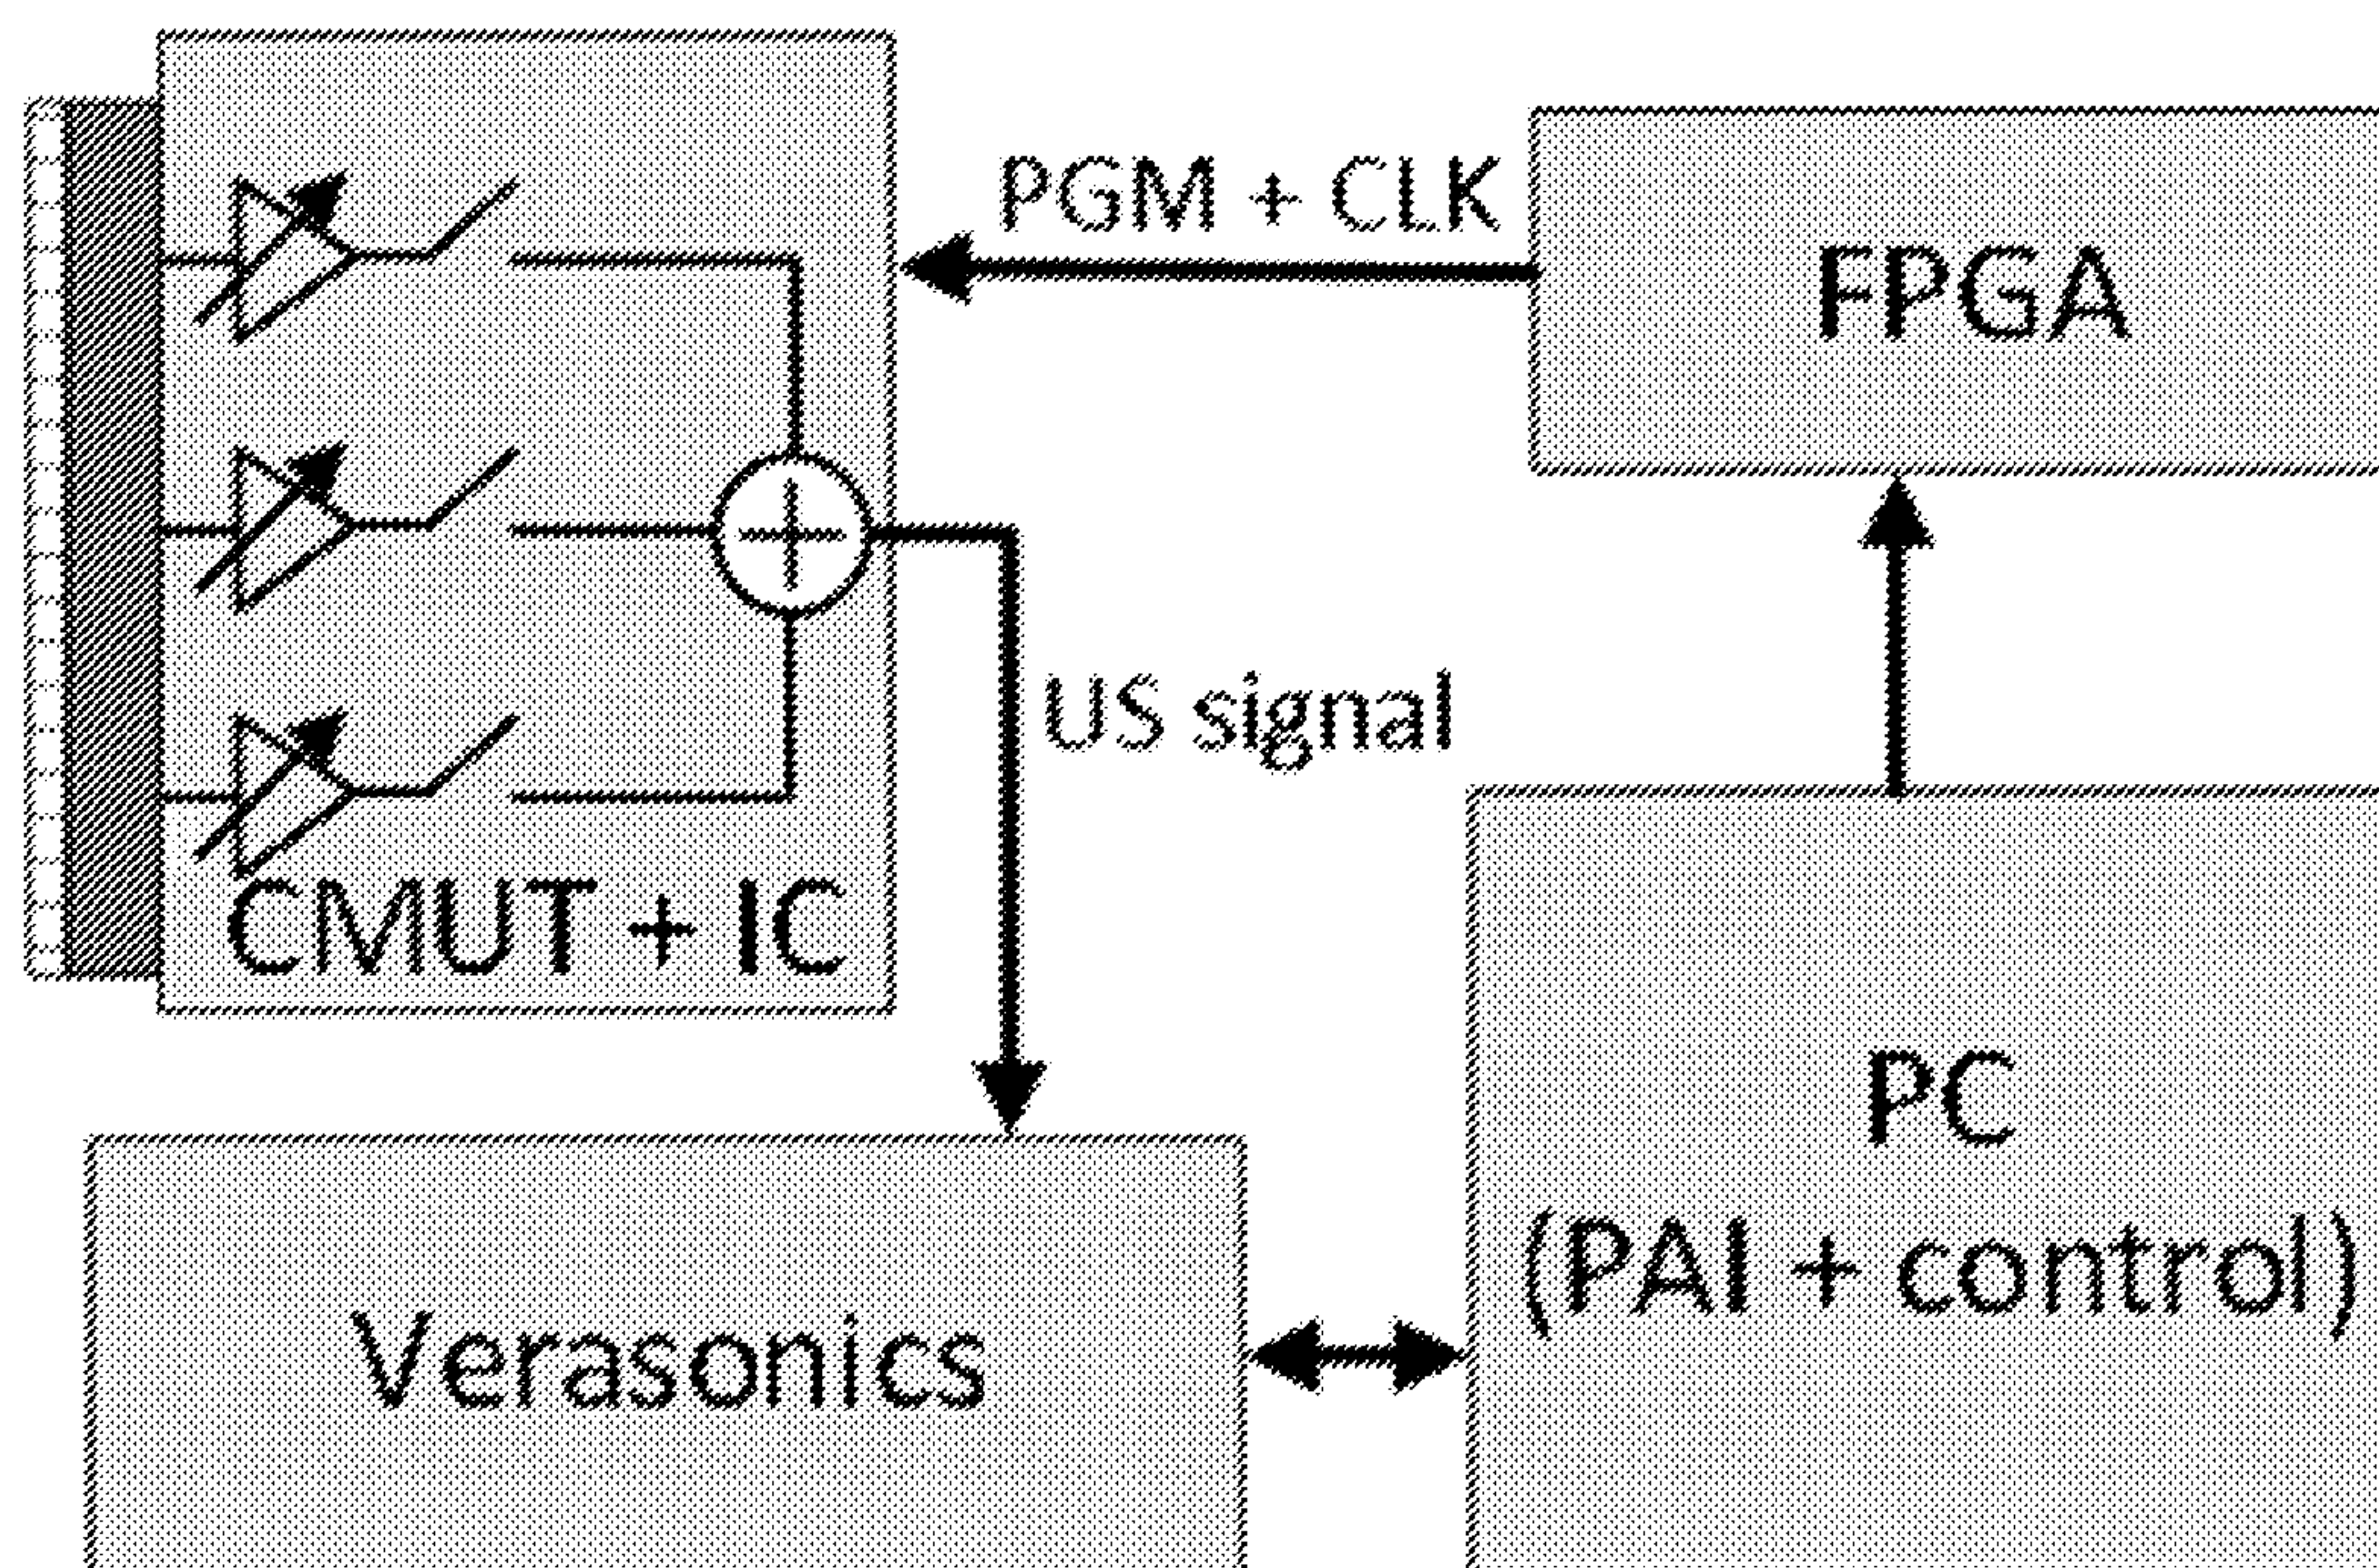 PGM + CLK
FPGA
US signal
CMUT + IC
PC
(PAI + control)
Verasonics